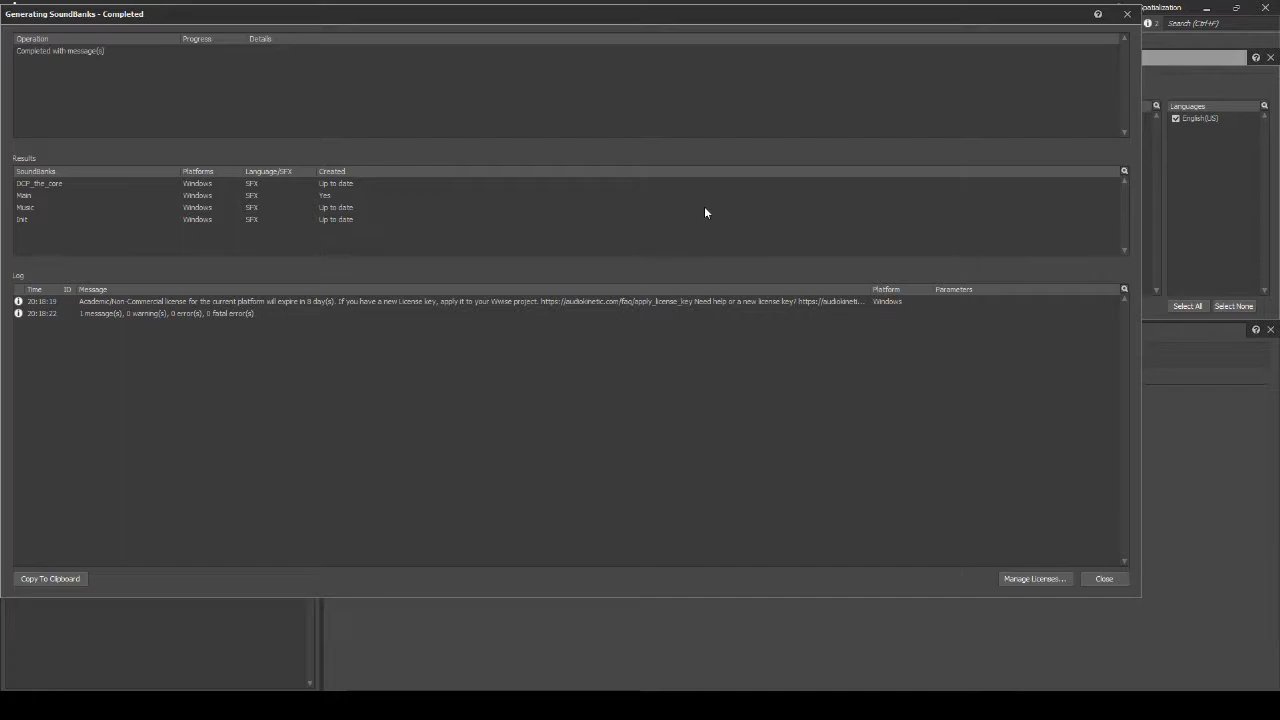 Generating SoundBanks - Completed
patialization
2
Search (Ctrl+F)
Operation Progress Details
Completed with message(s)
Languages
English(US)
Results
SoundBanks Platforms Language/SFX Created
DCP_the_core Windows SFX Up to date
Main Windows SFX Yes
Music Windows SFX Up to date
Init Windows SFX Up to date
Log
Time ID Message Platform Parameters
20:18:19 Academic/Non-Commercial license for the current platform will expire in 8 day(s). If you have a new License key, apply it to your Wwise project. https://audiokinetic.com/faq/apply_license_key Need help or a new license key? https://audiokineti... Windows
20:18:22 1 message(s), 0 warning(s), 0 error(s), 0 fatal error(s)
Select All Select None
Copy To Clipboard Manage Licenses... Close